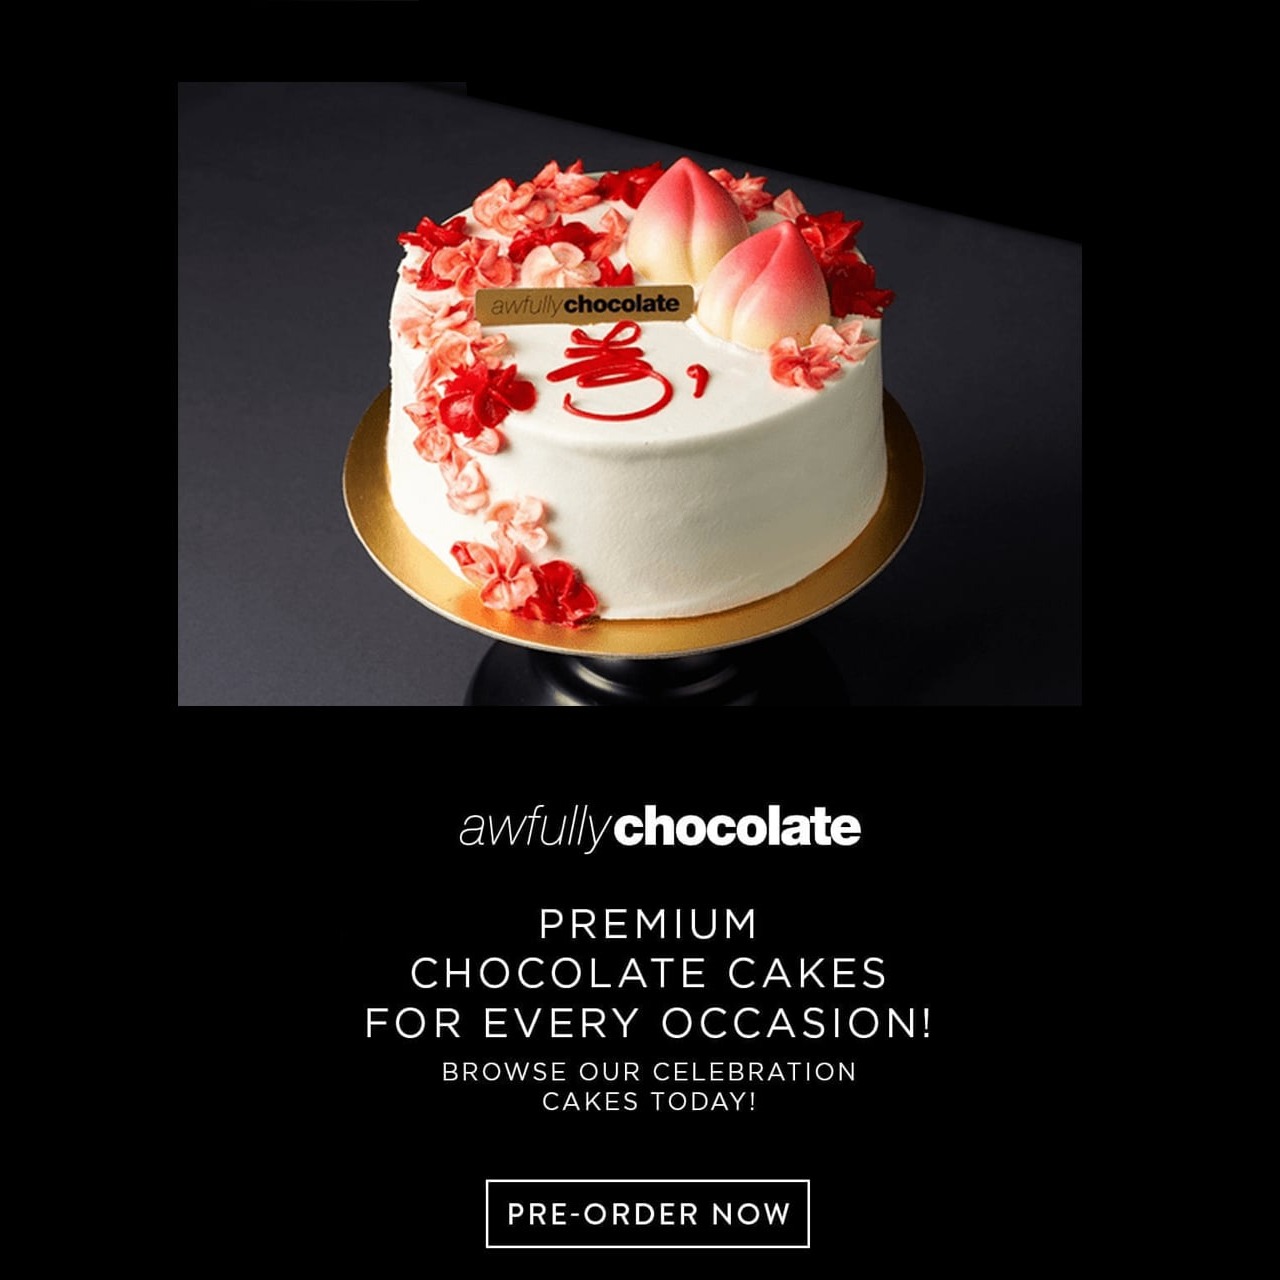 awfullychocolate
寿
awfullychocolate
PREMIUM
CHOCOLATE CAKES
FOR EVERY OCCASION!
BROWSE OUR CELEBRATION
CAKES TODAY!
PRE-ORDER NOW